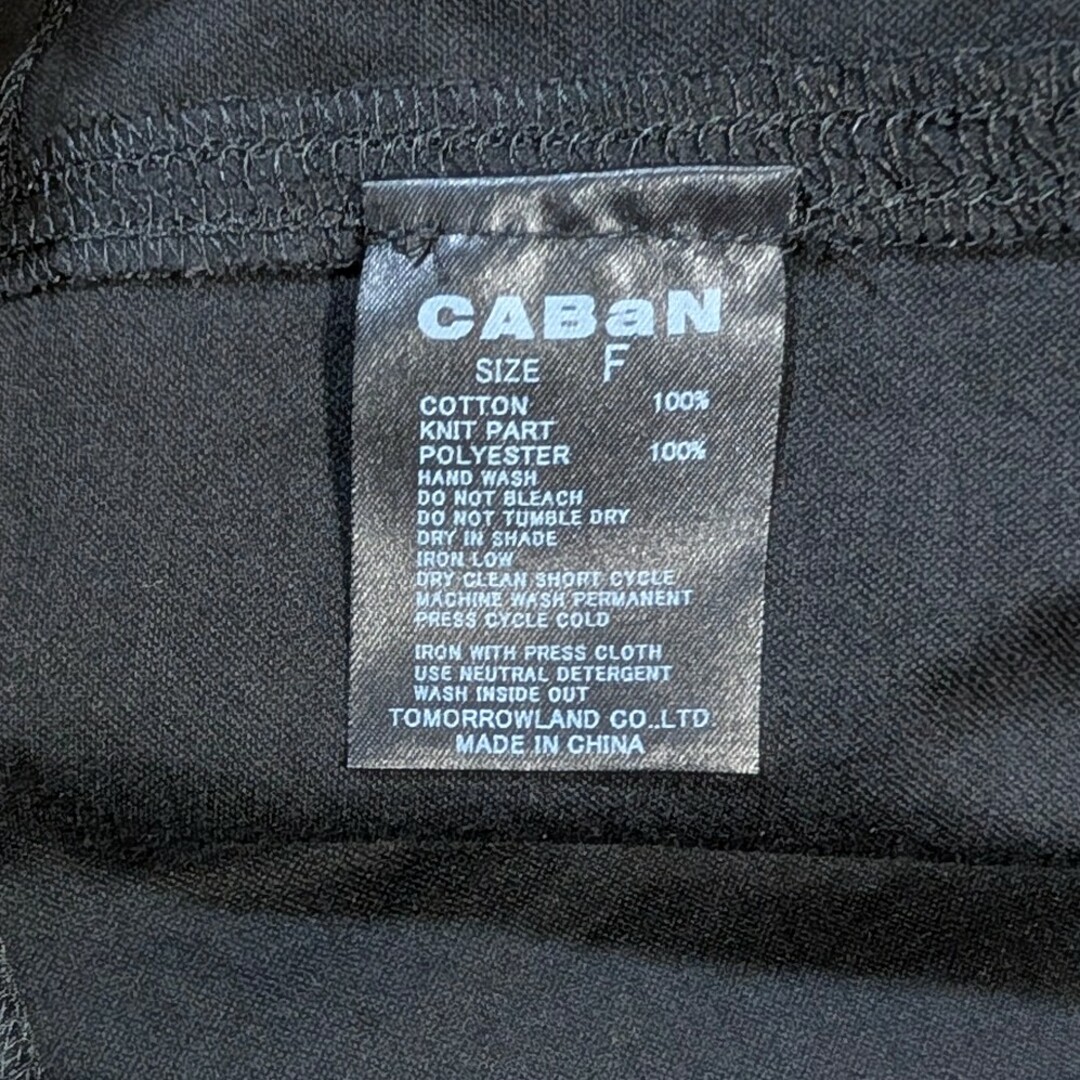 CABaN
SIZE F
COTTON 100%
KNIT PART
POLYESTER 100%
HAND WASH
DO NOT BLEACH
DO NOT TUMBLE DRY
DRY IN SHADE
IRON LOW
DRY CLEAN SHORT CYCLE
MACHINE WASH PERMANENT
PRESS CYCLE COLD
IRON WITH PRESS CLOTH
USE NEUTRAL DETERGENT
WASH INSIDE OUT
TOMORROWLAND CO.,LTD.
MADE IN CHINA